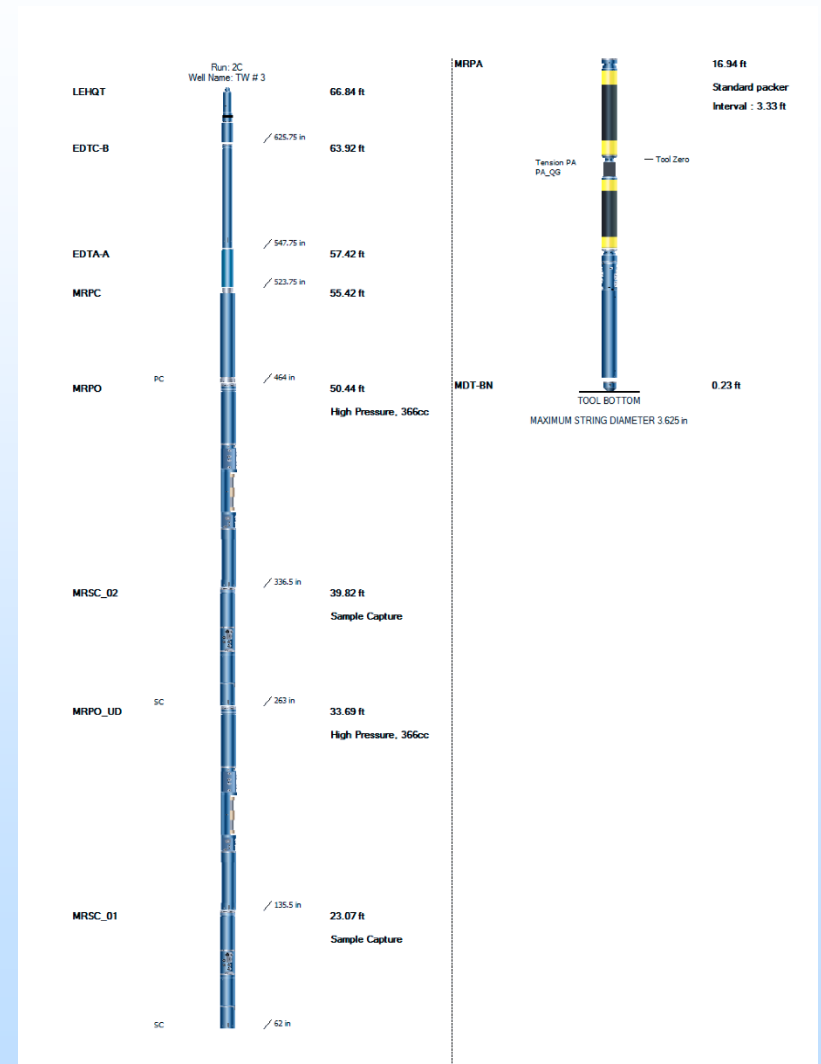 Run: 2C
Well Name: TW # 3
LEHQT 66.84 ft
625.75 in
EDTC-B 63.92 ft
547.75 in
EDTA-A 57.42 ft
523.75 in
MRPC 55.42 ft
PC 464 in
MRPO 50.44 ft
High Pressure, 366cc
336.5 in
MRSC_02 39.82 ft
Sample Capture
SC 263 in
MRPO_UD 33.69 ft
High Pressure, 366cc
135.5 in
MRSC_01 23.07 ft
Sample Capture
SC 62 in
MRPA 16.94 ft
Standard packer
Interval : 3.33 ft
Tension PA Tool Zero
PA_QG
MDT-BN 0.23 ft
TOOL BOTTOM
MAXIMUM STRING DIAMETER 3.625 in